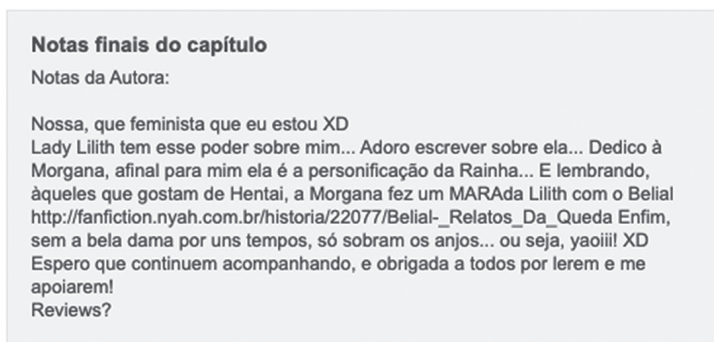 Notas finais do capítulo
Notas da Autora:
Nossa, que feminista que eu estou XD
Lady Lilith tem esse poder sobre mim... Adoro escrever sobre ela... Dedico à
Morgana, afinal para mim ela é a personificação da Rainha... E lembrando,
àqueles que gostam de Hentai, a Morgana fez um MARAda Lilith com o Belial
http://fanfiction.nyah.com.br/historia/22077/Belial-_Relatos_Da_Queda Enfim,
sem a bela dama por uns tempos, só sobram os anjos... ou seja, yaoiii! XD
Espero que continuem acompanhando, e obrigada a todos por lerem e me
apoiarem!
Reviews?